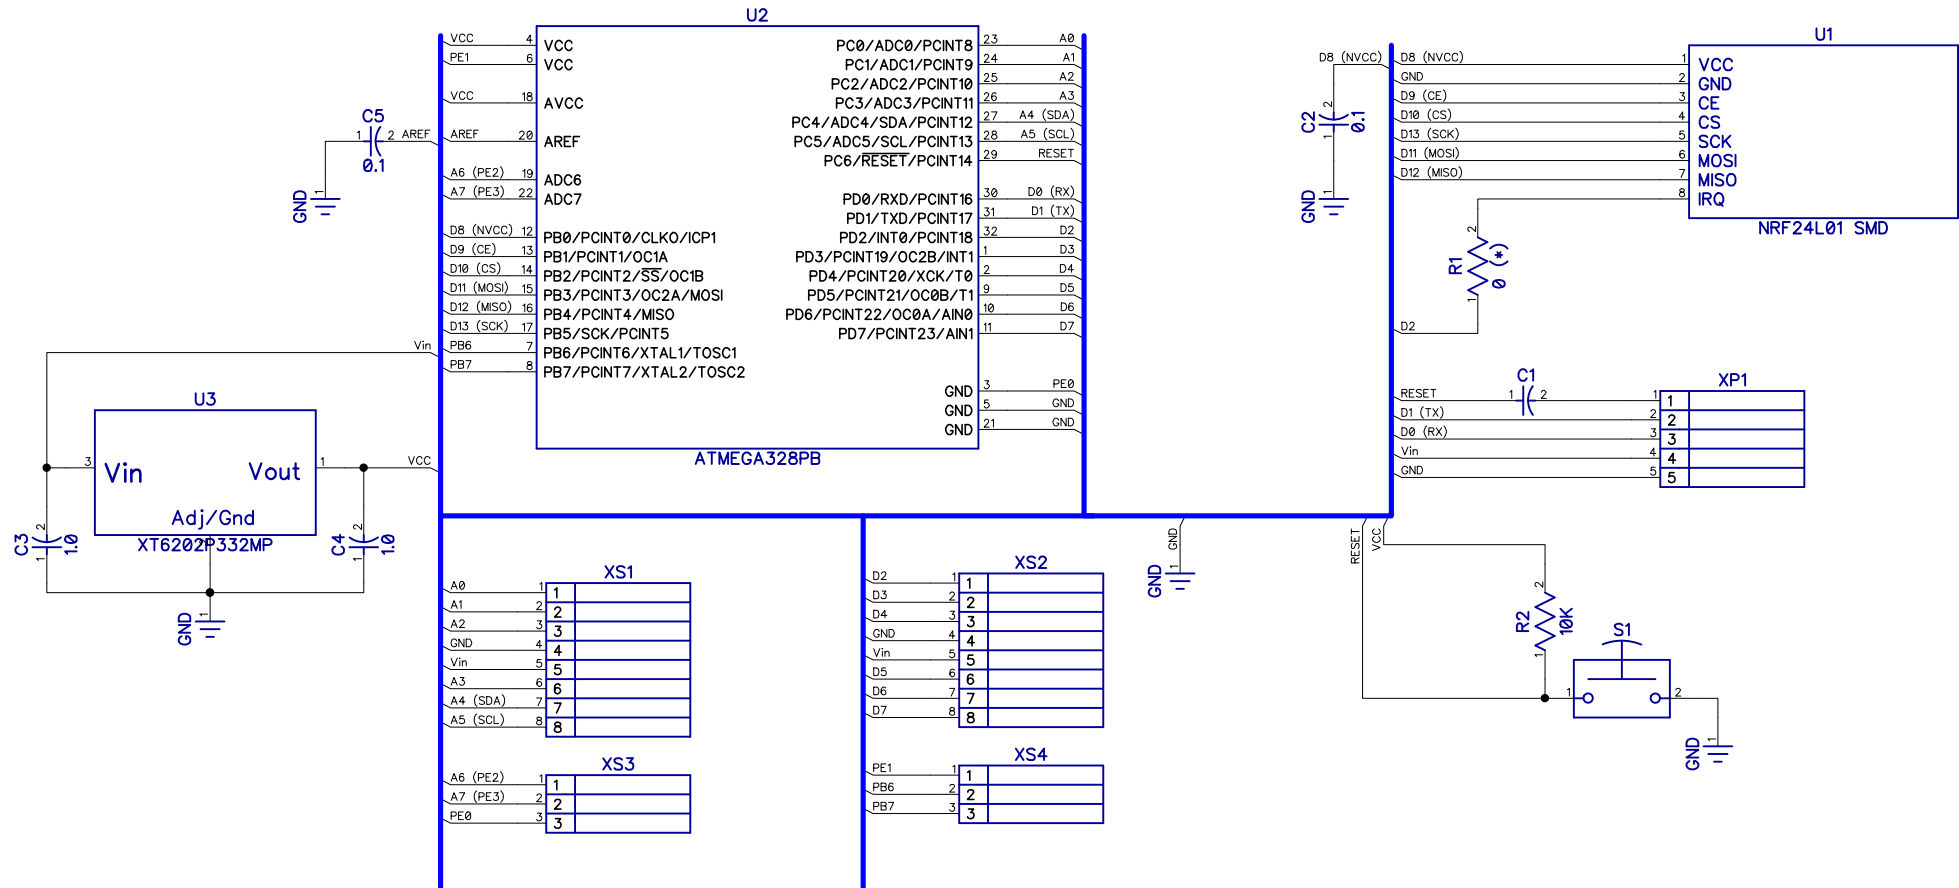 U2
VCC 4 VCC
PE1 6 VCC
VCC 18 AVCC
AREF 20 AREF
A6 (PE2) 19 ADC6
A7 (PE3) 22 ADC7
D8 (NVCC) 12 PB0/PCINT0/CLKO/ICP1
D9 (CE) 13 PB1/PCINT1/OC1A
D10 (CS) 14 PB2/PCINT2/SS/OC1B
D11 (MOSI) 15 PB3/PCINT3/OC2A/MOSI
D12 (MISO) 16 PB4/PCINT4/MISO
D13 (SCK) 17 PB5/SCK/PCINT5
PB6 7 PB6/PCINT6/XTAL1/TOSC1
PB7 8 PB7/PCINT7/XTAL2/TOSC2
PC0/ADC0/PCINT8 23 A0
PC1/ADC1/PCINT9 24 A1
PC2/ADC2/PCINT10 25 A2
PC3/ADC3/PCINT11 26 A3
PC4/ADC4/SDA/PCINT12 27 A4 (SDA)
PC5/ADC5/SCL/PCINT13 28 A5 (SCL)
PC6/RESET/PCINT14 29 RESET
PD0/RXD/PCINT16 30 D0 (RX)
PD1/TXD/PCINT17 31 D1 (TX)
PD2/INT0/PCINT18 32 D2
PD3/PCINT19/OC2B/INT1 1 D3
PD4/PCINT20/XCK/T0 2 D4
PD5/PCINT21/OC0B/T1 9 D5
PD6/PCINT22/OC0A/AIN0 10 D6
PD7/PCINT23/AIN1 11 D7
GND 3 PE0
GND 5 GND
GND 21 GND
ATMEGA328PB
C5
1 2 AREF
0.1
GND 1
Vin
U3
3 Vin Vout 1 VCC
Adj/Gnd
2
XT6202P332MP
C3 1 2 1.0
C4 1 2 1.0
GND 1
U1
D8 (NVCC) 1 VCC
GND 2 GND
D9 (CE) 3 CE
D10 (CS) 4 CS
D13 (SCK) 5 SCK
D11 (MOSI) 6 MOSI
D12 (MISO) 7 MISO
8 IRQ
NRF24L01 SMD
D8 (NVCC)
C2 1 2 0.1
GND 1
R1 1 2 0 (*)
D2
C1
XP1
RESET 1 2 1 1
D1 (TX) 2 2
D0 (RX) 3 3
Vin 4 4
GND 5 5
XS1
A0 1 1
A1 2 2
A2 3 3
GND 4 4
Vin 5 5
A3 6 6
A4 (SDA) 7 7
A5 (SCL) 8 8
XS2
D2 1 1
D3 2 2
D4 3 3
GND 4 4
Vin 5 5
D5 6 6
D6 7 7
D7 8 8
XS3
A6 (PE2) 1 1
A7 (PE3) 2 2
PE0 3 3
XS4
PE1 1 1
PB6 2 2
PB7 3 3
GND
GND 1
RESET
VCC
R2 1 2 10K
S1
1 2
GND 1